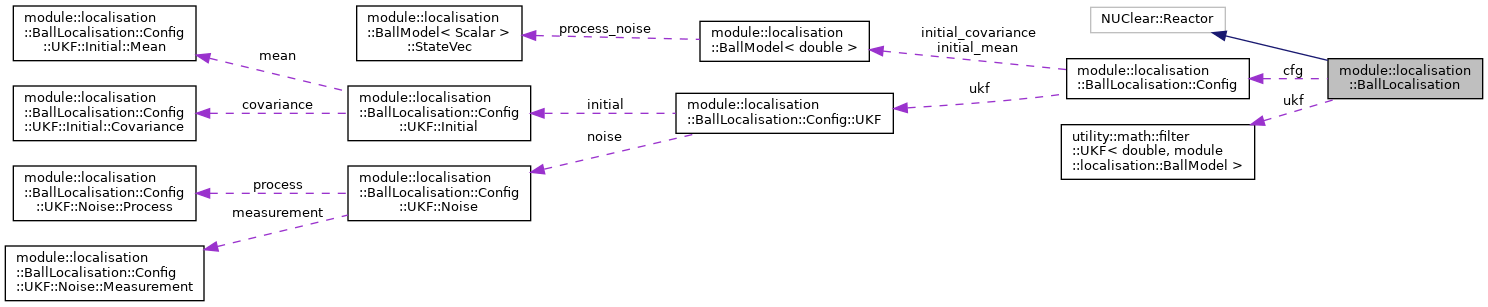 module::localisation
::BallLocalisation::Config
::UKF::Initial::Mean
mean
module::localisation
::BallLocalisation::Config
::UKF::Initial::Covariance
covariance
module::localisation
::BallLocalisation::Config
::UKF::Noise::Process
process
module::localisation
::BallLocalisation::Config
::UKF::Noise::Measurement
measurement
module::localisation
::BallModel< Scalar >
::StateVec
process_noise
module::localisation
::BallLocalisation::Config
::UKF::Initial
initial
module::localisation
::BallLocalisation::Config
::UKF::Noise
noise
module::localisation
::BallModel< double >
initial_covariance
initial_mean
module::localisation
::BallLocalisation::Config::UKF
ukf
NUClear::Reactor
module::localisation
::BallLocalisation::Config
cfg
utility::math::filter
::UKF< double, module
::localisation::BallModel >
ukf
module::localisation
::BallLocalisation